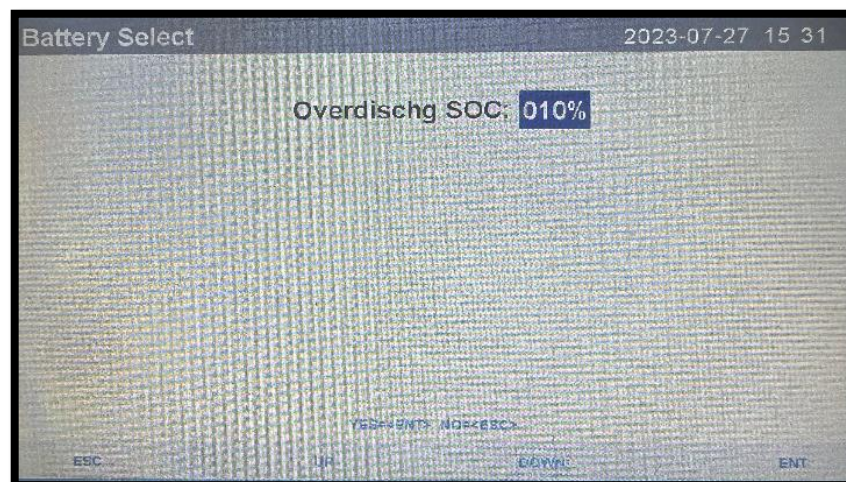 Battery Select 2023-07-27 15 31
Overdischg SOC: 010%
YES=<ENT> NO=<ESC>
ESC UP DOWN ENT